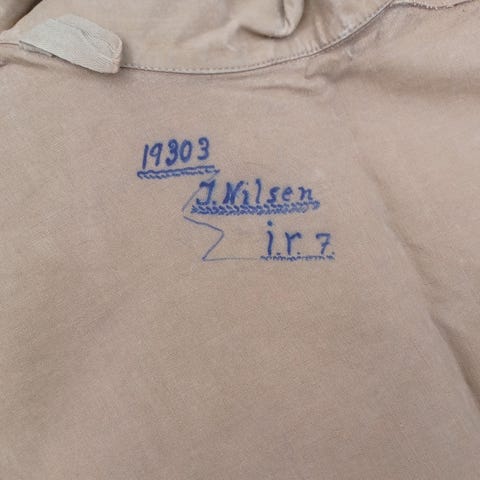 19303
J. Nilsen
i.r. 7.